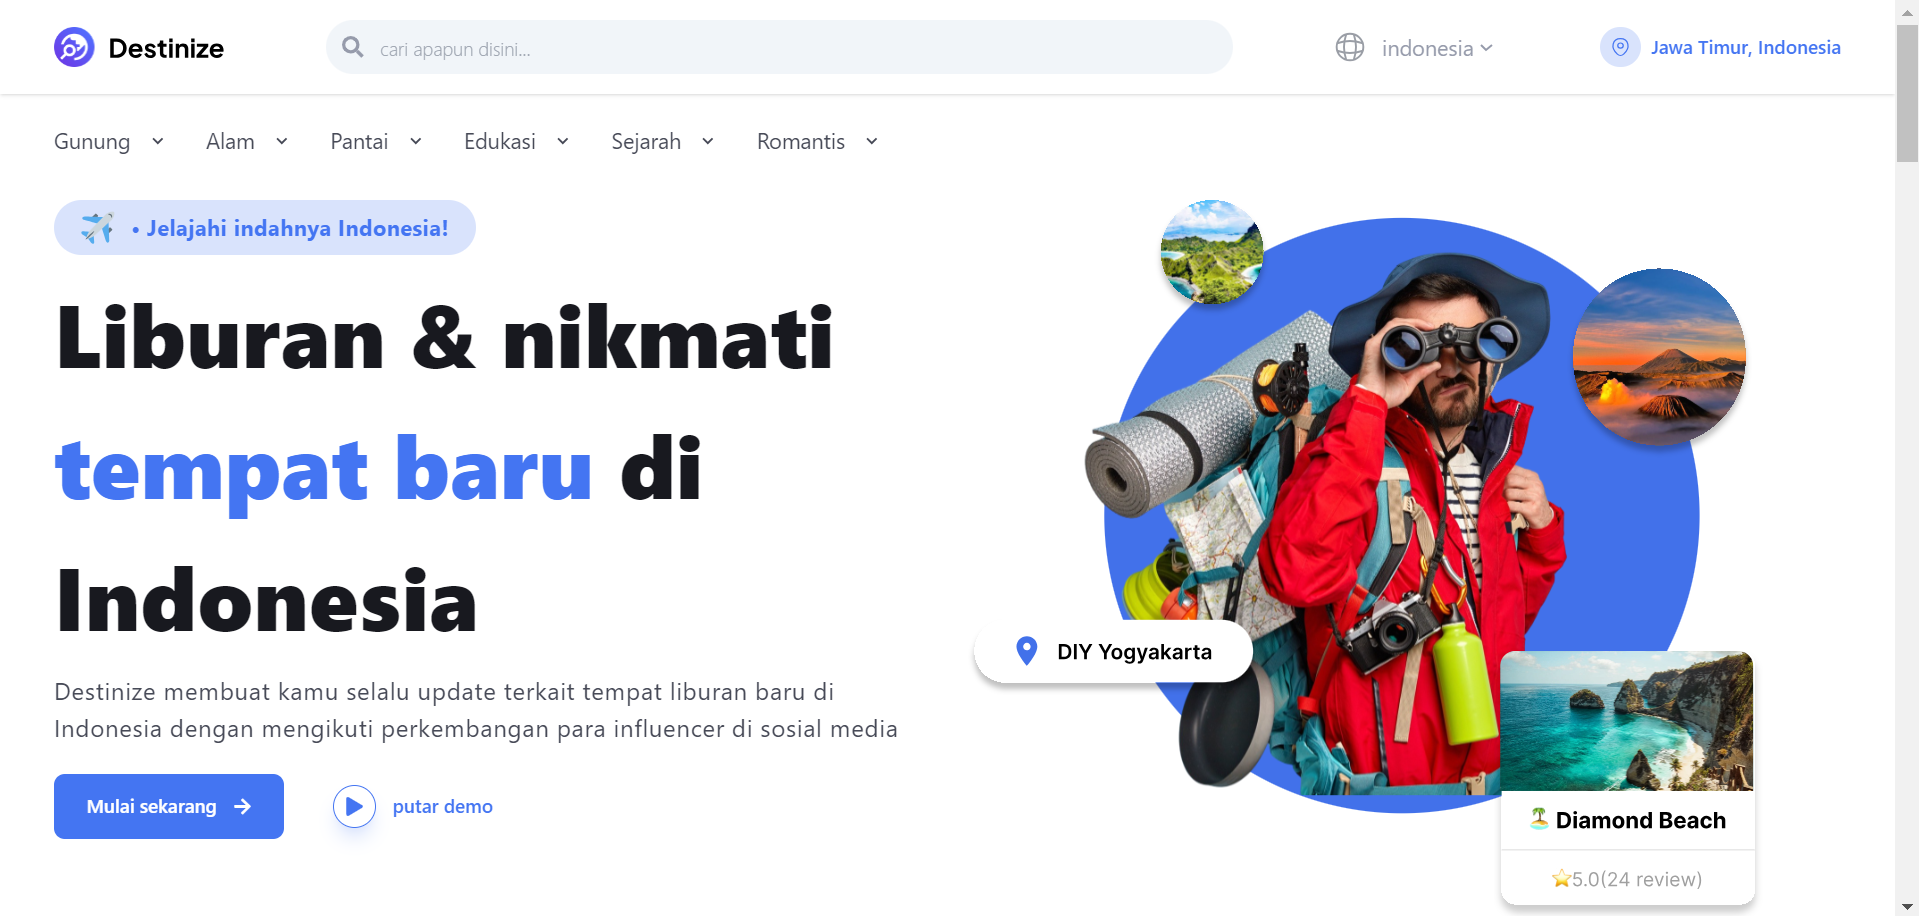 Destinize
cari apapun disini...
indonesia
Jawa Timur, Indonesia
Gunung
Alam
Pantai
Edukasi
Sejarah
Romantis
• Jelajahi indahnya Indonesia!
Liburan & nikmati
tempat baru di
Indonesia
Destinize membuat kamu selalu update terkait tempat liburan baru di
Indonesia dengan mengikuti perkembangan para influencer di sosial media
Mulai sekarang
putar demo
DIY Yogyakarta
Diamond Beach
5.0(24 review)